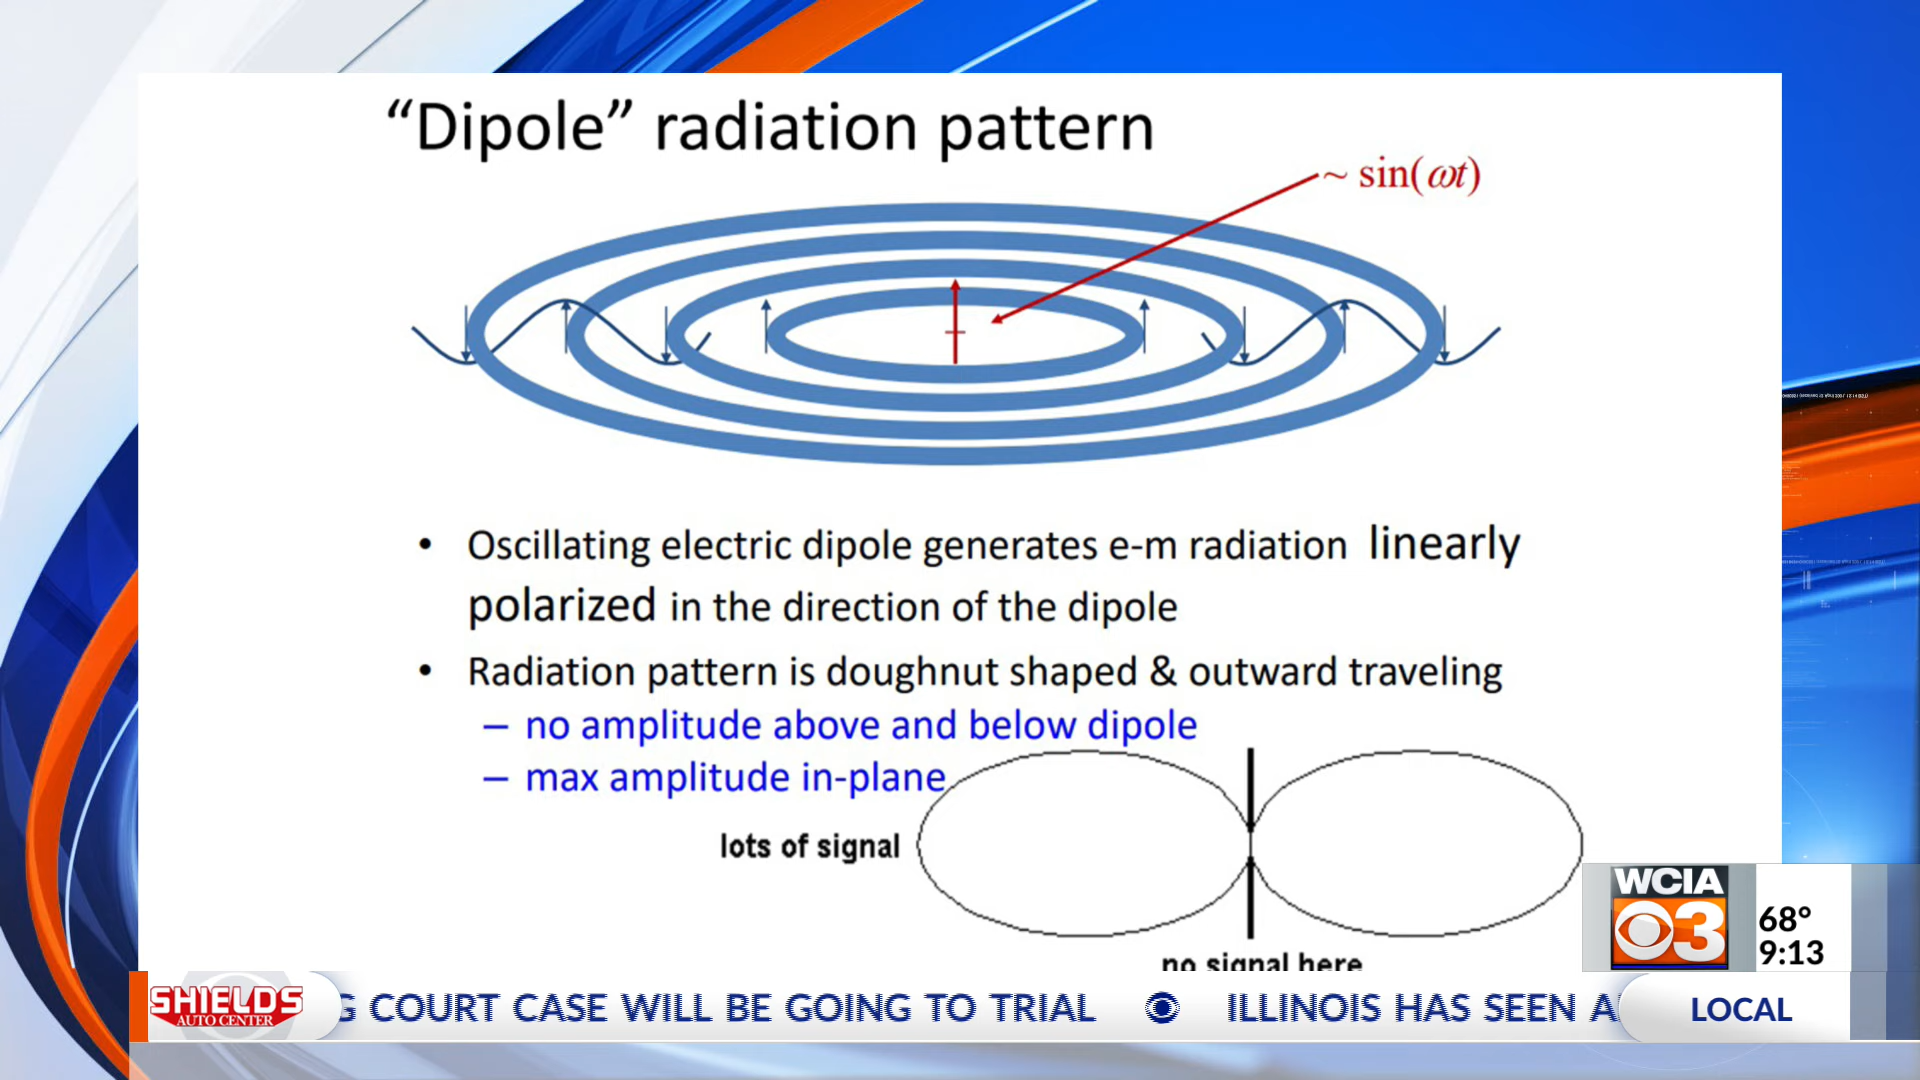 “Dipole” radiation pattern
~ sin(ωt)
• Oscillating electric dipole generates e-m radiation linearly
polarized in the direction of the dipole
• Radiation pattern is doughnut shaped & outward traveling
– no amplitude above and below dipole
– max amplitude in-plane
lots of signal
no signal here
WCIA
3
68°
9:13
SHIELDS
AUTO CENTER
G COURT CASE WILL BE GOING TO TRIAL
ILLINOIS HAS SEEN A
LOCAL